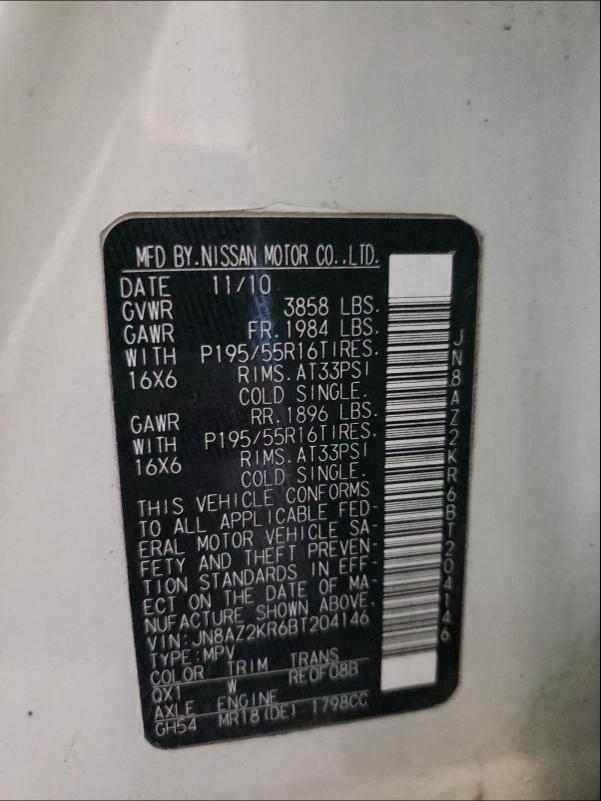 MFD BY.NISSAN MOTOR CO.,LTD.
DATE 11/10
GVWR 3858 LBS.
GAWR FR.1984 LBS.
WITH P195/55R16TIRES.
16X6 RIMS.AT33PSI
COLD SINGLE.
GAWR RR.1896 LBS.
WITH P195/55R16TIRES.
16X6 RIMS.AT33PSI
COLD SINGLE.
THIS VEHICLE CONFORMS
TO ALL APPLICABLE FED-
ERAL MOTOR VEHICLE SA-
FETY AND THEFT PREVEN-
TION STANDARDS IN EFF-
ECT ON THE DATE OF MA-
NUFACTURE SHOWN ABOVE.
VIN:JN8AZ2KR6BT204146
TYPE:MPV
COLOR TRIM TRANS
QX1 W RE0F08B
AXLE ENGINE
GH54 MR18(DE) 1798CC
JN8AZ2KR6BT204146